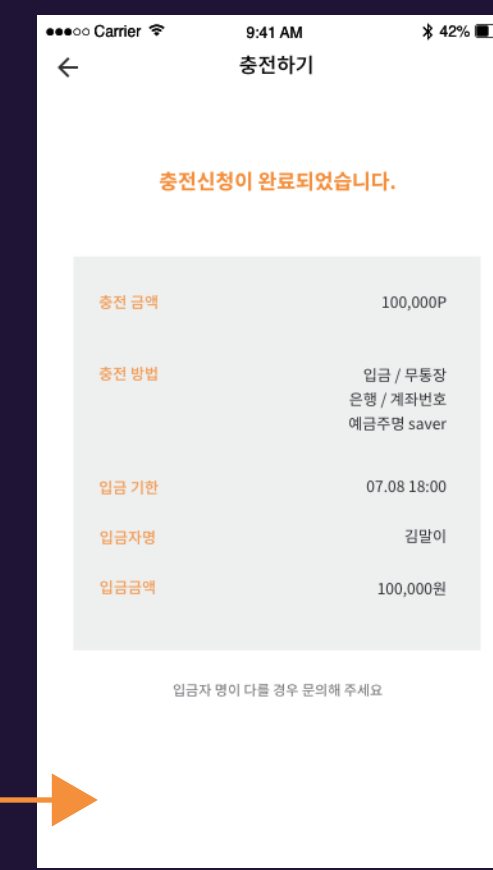 Carrier 9:41 AM 42%
충전하기
충전신청이 완료되었습니다.
충전 금액 100,000P
충전 방법 입금 / 무통장
은행 / 계좌번호
예금주명 saver
입금 기한 07.08 18:00
입금자명 김말이
입금금액 100,000원
입금자 명이 다를 경우 문의해 주세요